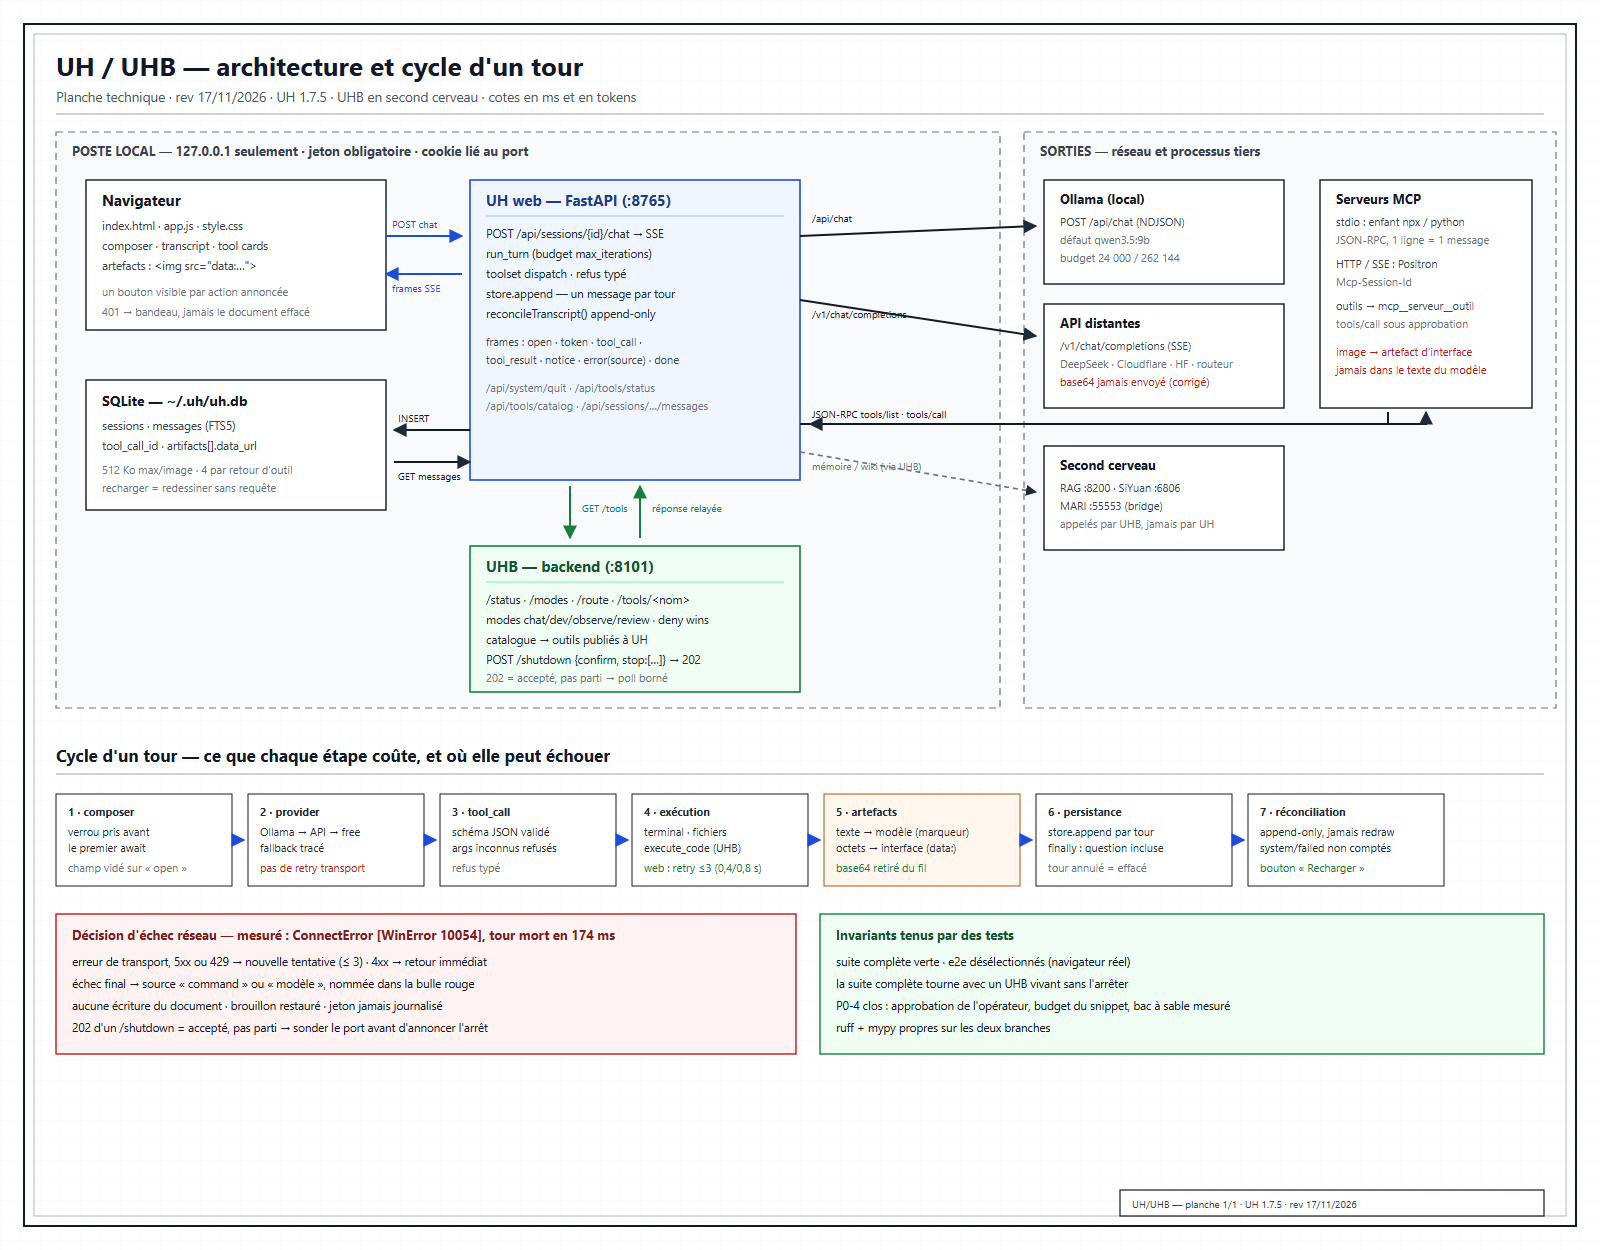 UH / UHB — architecture et cycle d'un tour
Planche technique · rev 17/11/2026 · UH 1.7.5 · UHB en second cerveau · cotes en ms et en tokens
POSTE LOCAL — 127.0.0.1 seulement · jeton obligatoire · cookie lié au port
Navigateur
index.html · app.js · style.css
composer · transcript · tool cards
artefacts : <img src="data:...">
un bouton visible par action annoncée
401 → bandeau, jamais le document effacé
POST chat
frames SSE
UH web — FastAPI (:8765)
POST /api/sessions/{id}/chat → SSE
run_turn (budget max_iterations)
toolset dispatch · refus typé
store.append — un message par tour
reconcileTranscript() append-only
frames : open · token · tool_call ·
tool_result · notice · error(source) · done
/api/system/quit · /api/tools/status
/api/tools/catalog · /api/sessions/.../messages
SQLite — ~/.uh/uh.db
sessions · messages (FTS5)
tool_call_id · artifacts[].data_url
512 Ko max/image · 4 par retour d'outil
recharger = redessiner sans requête
INSERT
GET messages
GET /tools
réponse relayée
UHB — backend (:8101)
/status · /modes · /route · /tools/<nom>
modes chat/dev/observe/review · deny wins
catalogue → outils publiés à UH
POST /shutdown {confirm, stop:[...]} → 202
202 = accepté, pas parti → poll borné
/api/chat
/v1/chat/completions
JSON-RPC tools/list · tools/call
mémoire / wiki (via UHB)
SORTIES — réseau et processus tiers
Ollama (local)
POST /api/chat (NDJSON)
défaut qwen3.5:9b
budget 24 000 / 262 144
API distantes
/v1/chat/completions (SSE)
DeepSeek · Cloudflare · HF · routeur
base64 jamais envoyé (corrigé)
Serveurs MCP
stdio : enfant npx / python
JSON-RPC, 1 ligne = 1 message
HTTP / SSE : Positron
Mcp-Session-Id
outils → mcp__serveur__outil
tools/call sous approbation
image → artefact d'interface
jamais dans le texte du modèle
Second cerveau
RAG :8200 · SiYuan :6806
MARI :55553 (bridge)
appelés par UHB, jamais par UH
Cycle d'un tour — ce que chaque étape coûte, et où elle peut échouer
1 · composer
verrou pris avant
le premier await
champ vidé sur « open »
2 · provider
Ollama → API → free
fallback tracé
pas de retry transport
3 · tool_call
schéma JSON validé
args inconnus refusés
refus typé
4 · exécution
terminal · fichiers
execute_code (UHB)
web : retry ≤3 (0,4/0,8 s)
5 · artefacts
texte → modèle (marqueur)
octets → interface (data:)
base64 retiré du fil
6 · persistance
store.append par tour
finally : question incluse
tour annulé = effacé
7 · réconciliation
append-only, jamais redraw
system/failed non comptés
bouton « Recharger »
Décision d'échec réseau — mesuré : ConnectError [WinError 10054], tour mort en 174 ms
erreur de transport, 5xx ou 429 → nouvelle tentative (≤ 3) · 4xx → retour immédiat
échec final → source « command » ou « modèle », nommée dans la bulle rouge
aucune écriture du document · brouillon restauré · jeton jamais journalisé
202 d'un /shutdown = accepté, pas parti → sonder le port avant d'annoncer l'arrêt
Invariants tenus par des tests
suite complète verte · e2e désélectionnés (navigateur réel)
la suite complète tourne avec un UHB vivant sans l'arrêter
P0-4 clos : approbation de l'opérateur, budget du snippet, bac à sable mesuré
ruff + mypy propres sur les deux branches
UH/UHB — planche 1/1 · UH 1.7.5 · rev 17/11/2026